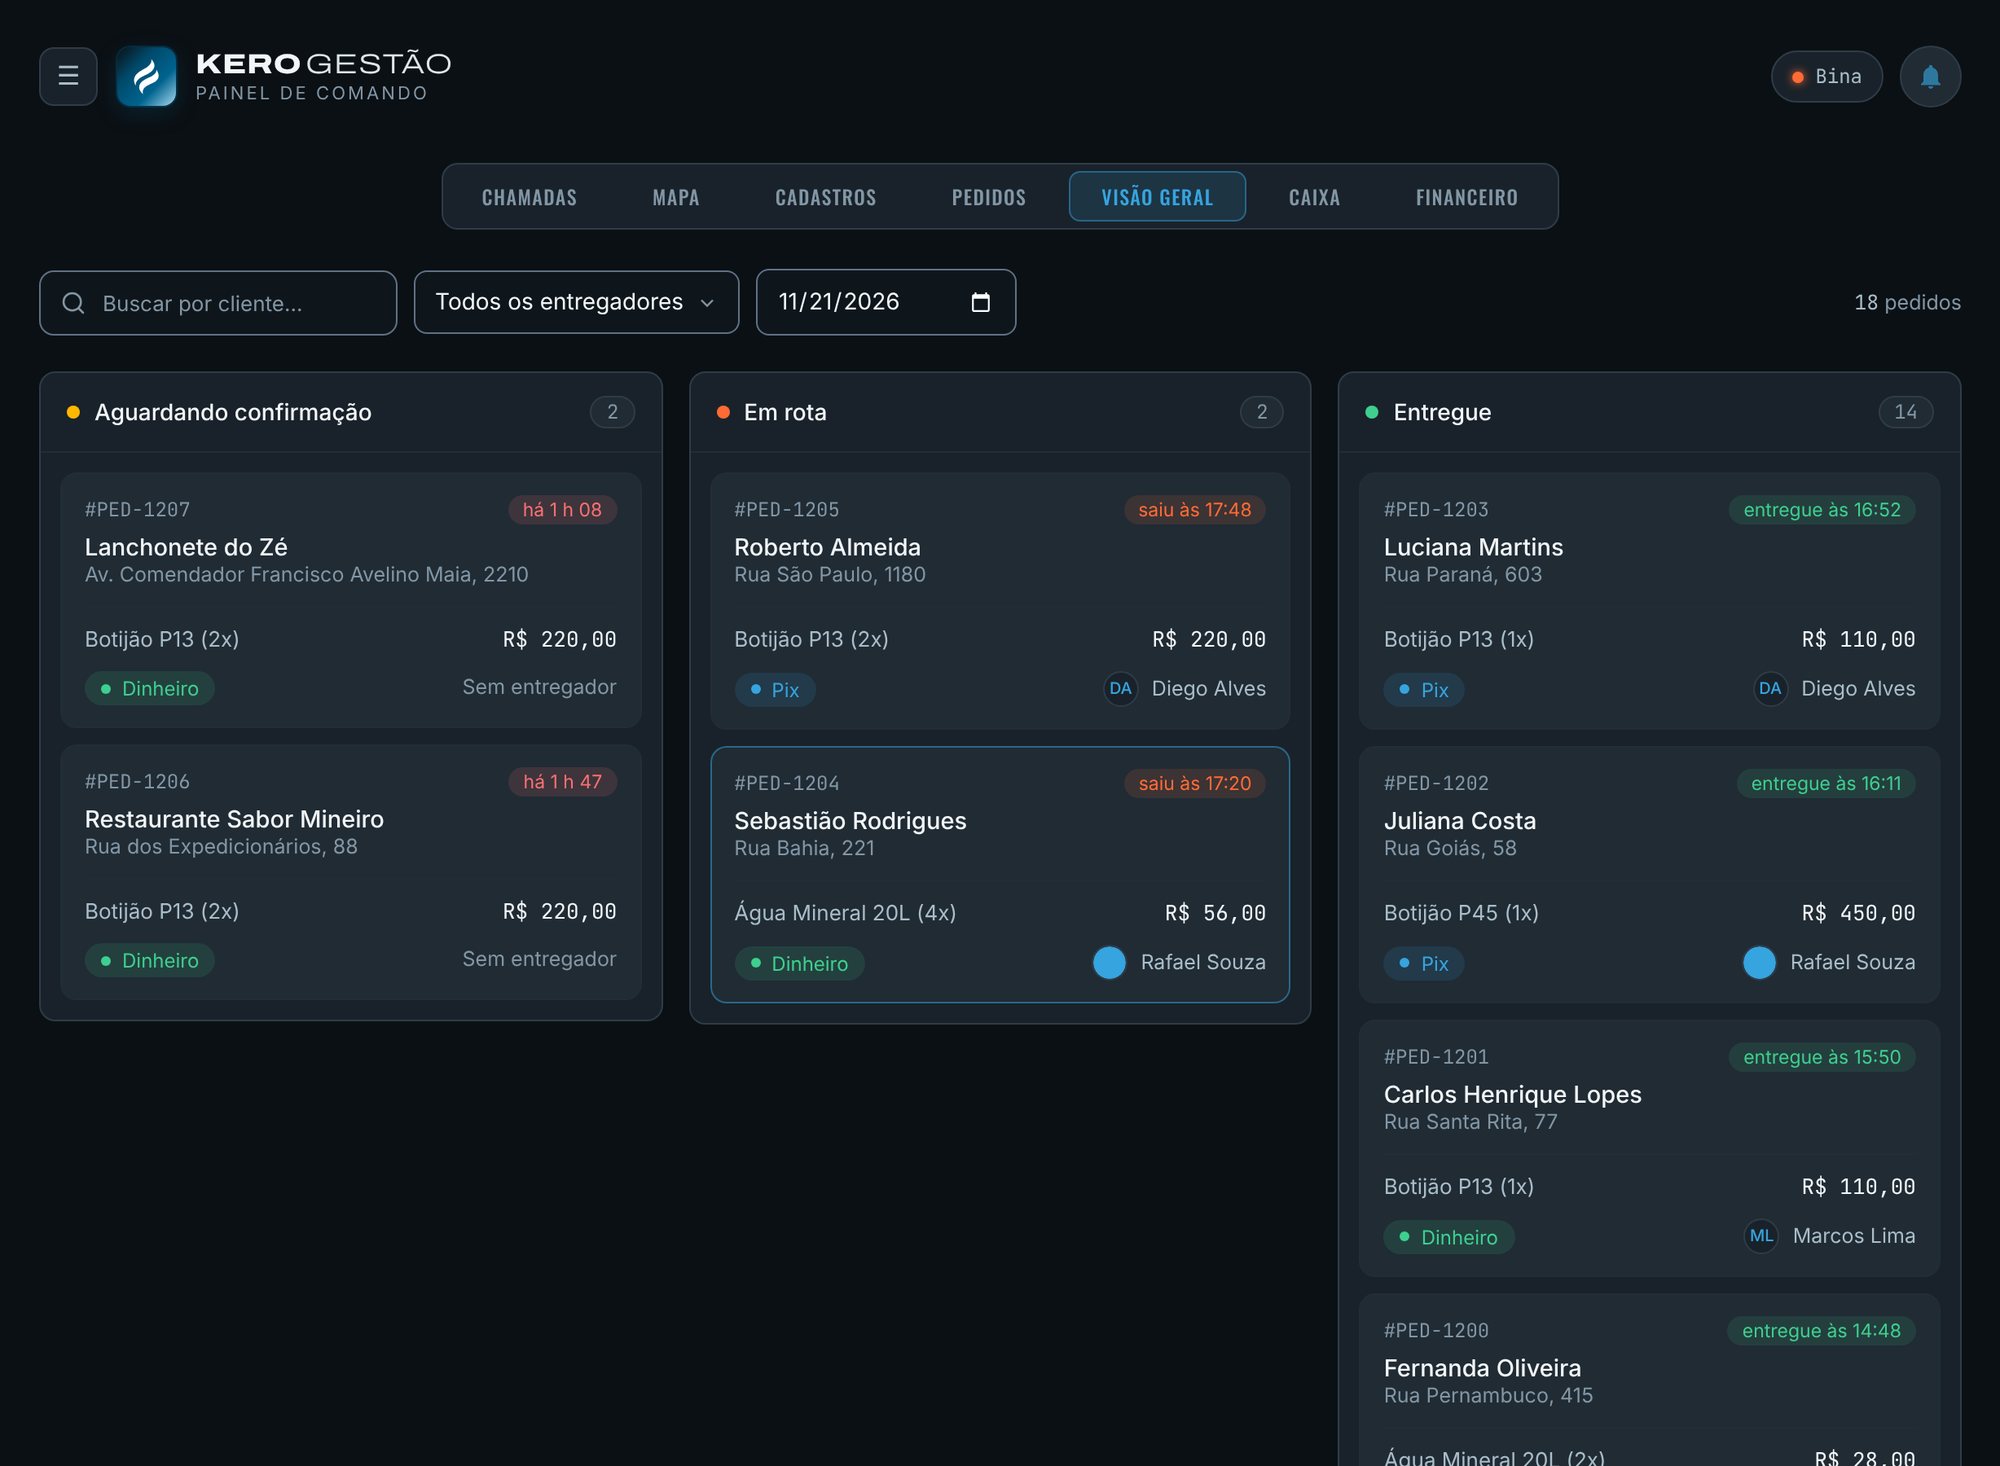 KERO GESTÃO
PAINEL DE COMANDO
Bina
CHAMADAS
MAPA
CADASTROS
PEDIDOS
VISÃO GERAL
CAIXA
FINANCEIRO
Buscar por cliente...
Todos os entregadores
11/21/2026
18 pedidos
Aguardando confirmação
2
#PED-1207
há 1 h 08
Lanchonete do Zé
Av. Comendador Francisco Avelino Maia, 2210
Botijão P13 (2x)
R$ 220,00
Dinheiro
Sem entregador
#PED-1206
há 1 h 47
Restaurante Sabor Mineiro
Rua dos Expedicionários, 88
Botijão P13 (2x)
R$ 220,00
Dinheiro
Sem entregador
Em rota
2
#PED-1205
saiu às 17:48
Roberto Almeida
Rua São Paulo, 1180
Botijão P13 (2x)
R$ 220,00
Pix
DA
Diego Alves
#PED-1204
saiu às 17:20
Sebastião Rodrigues
Rua Bahia, 221
Água Mineral 20L (4x)
R$ 56,00
Dinheiro
Rafael Souza
Entregue
14
#PED-1203
entregue às 16:52
Luciana Martins
Rua Paraná, 603
Botijão P13 (1x)
R$ 110,00
Pix
DA
Diego Alves
#PED-1202
entregue às 16:11
Juliana Costa
Rua Goiás, 58
Botijão P45 (1x)
R$ 450,00
Pix
Rafael Souza
#PED-1201
entregue às 15:50
Carlos Henrique Lopes
Rua Santa Rita, 77
Botijão P13 (1x)
R$ 110,00
Dinheiro
ML
Marcos Lima
#PED-1200
entregue às 14:48
Fernanda Oliveira
Rua Pernambuco, 415
Água Mineral 20L (2x)
R$ 28,00